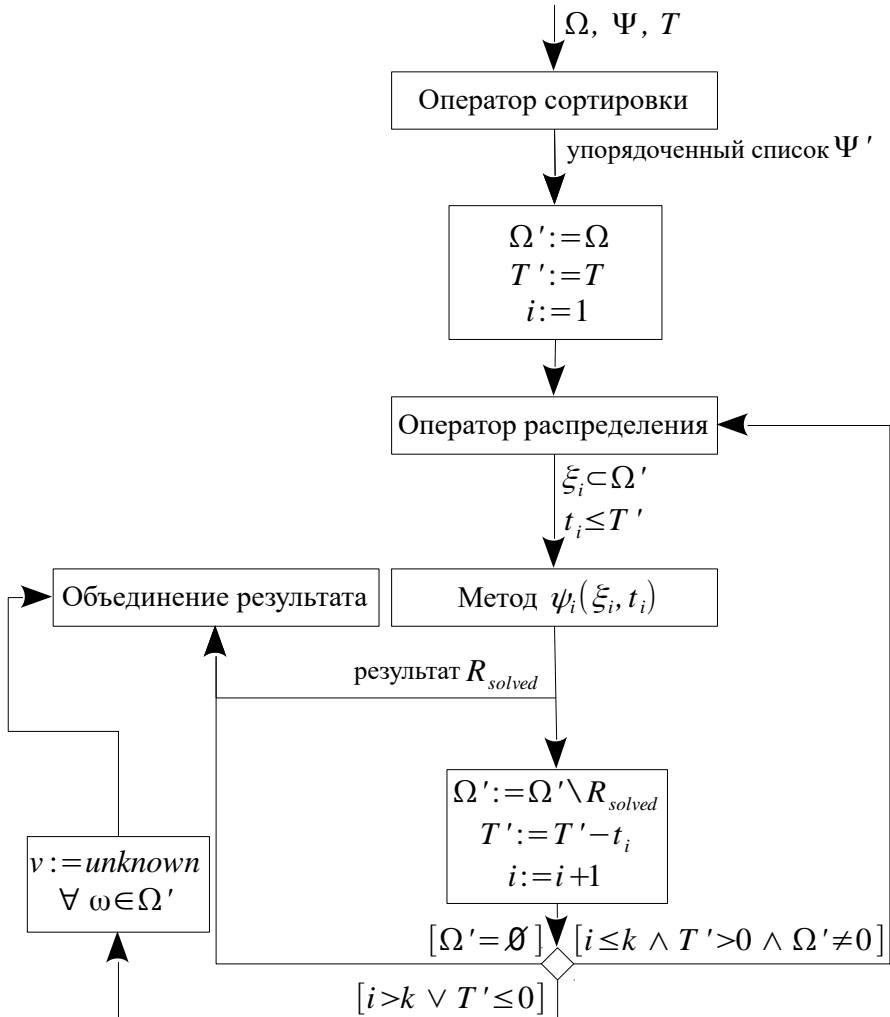 Ω, Ψ, T
Оператор сортировки
упорядоченный список Ψ'
Ω':=Ω
T':=T
i:=1
Оператор распределения
ξ_i⊂Ω'
t_i≤T'
Объединение результата
Метод ψ_i(ξ_i, t_i)
результат R_solved
Ω':=Ω'\R_solved
T':=T'−t_i
i:=i+1
v:=unknown
∀ ω∈Ω'
[Ω'=∅]
[i≤k ∧ T'>0 ∧ Ω'≠0]
[i>k ∨ T'≤0]